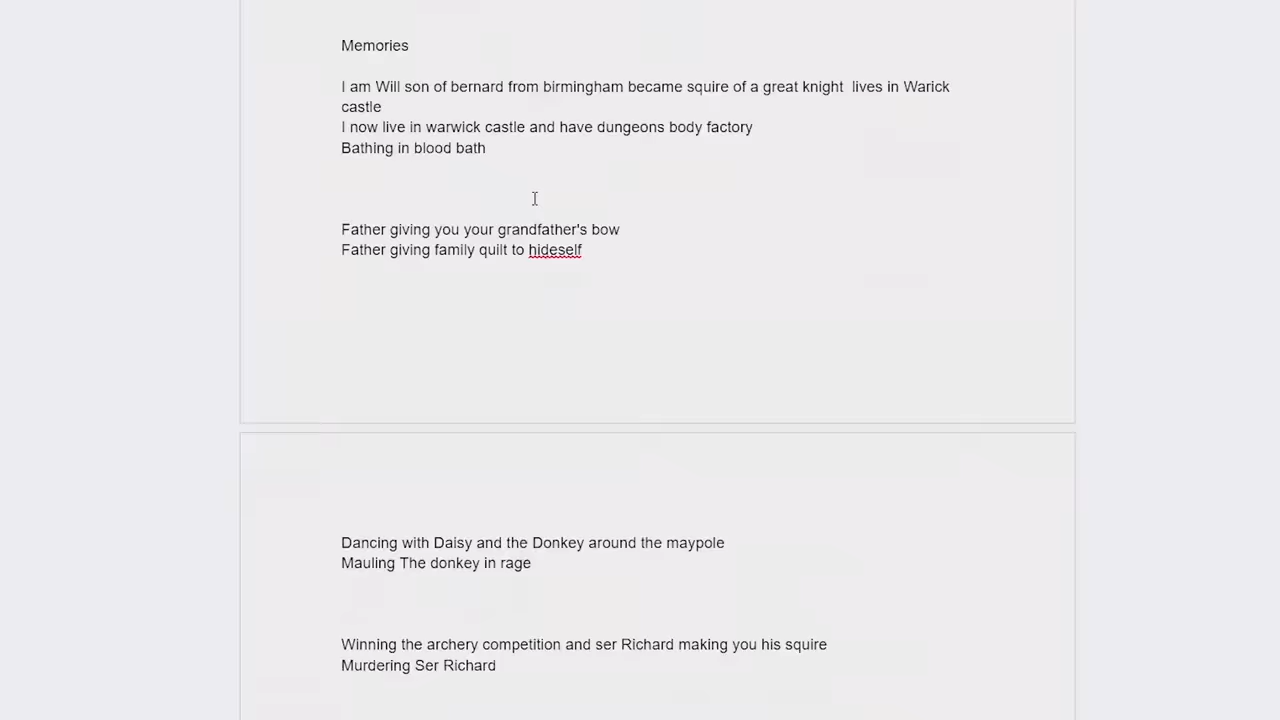 Memories
I am Will son of bernard from birmingham became squire of a great knight  lives in Warick
castle
I now live in warwick castle and have dungeons body factory
Bathing in blood bath
Father giving you your grandfather's bow
Father giving family quilt to hideself
Dancing with Daisy and the Donkey around the maypole
Mauling The donkey in rage
Winning the archery competition and ser Richard making you his squire
Murdering Ser Richard